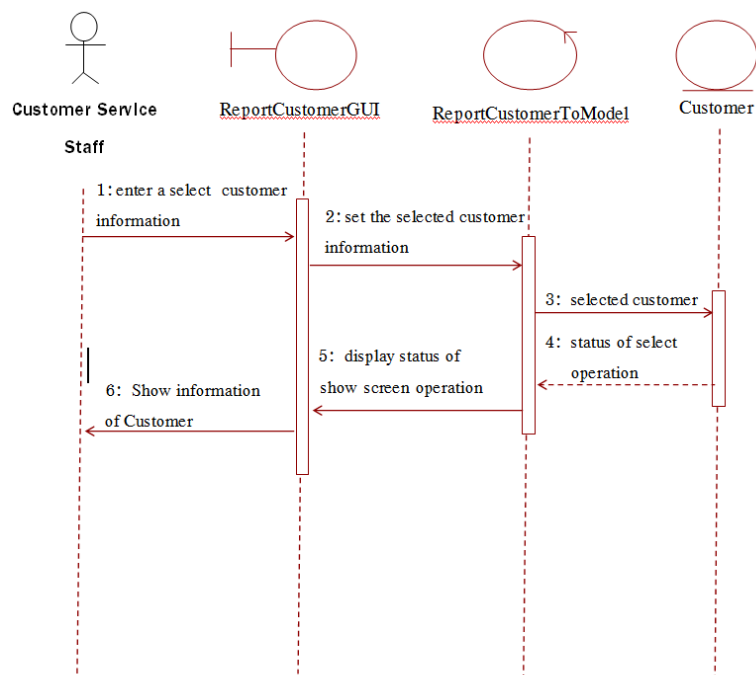 Customer Service
Staff
ReportCustomerGUI
ReportCustomerToModel
Customer
1: enter a select customer
information
2: set the selected customer
information
3: selected customer
4: status of select
operation
5: display status of
show screen operation
6: Show information
of Customer